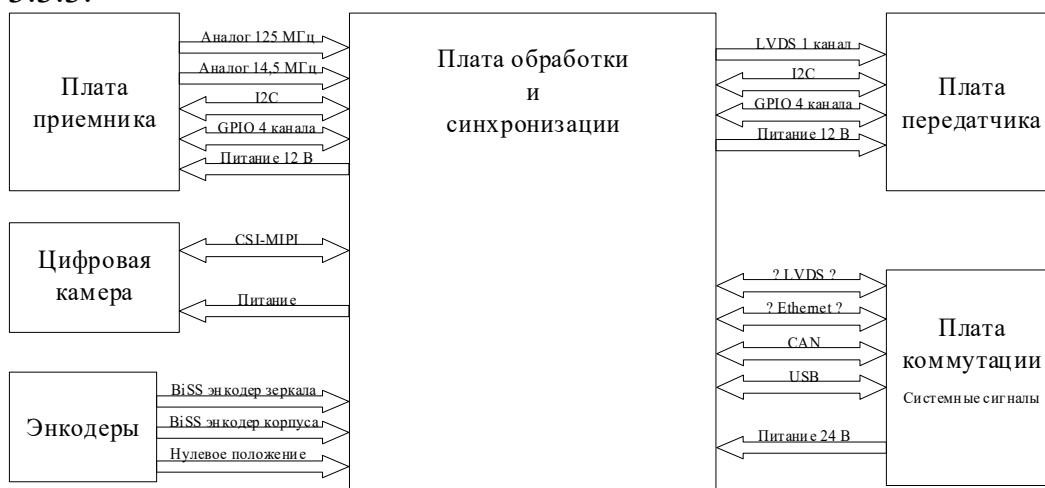 Плата
приемника
Аналог 125 МГц
Аналог 14,5 МГц
I2C
GPIO 4 канала
Питание 12 В
Плата обработки
и
синхронизации
LVDS 1 канал
I2C
GPIO 4 канала
Питание 12 В
Плата
передатчика
Цифровая
камера
CSI-MIPI
Питание
? LVDS ?
? Ethernet ?
CAN
USB
Питание 24 В
Плата
коммутации
Системные сигналы
Энкодеры
BiSS энкодер зеркала
BiSS энкодер корпуса
Нулевое положение